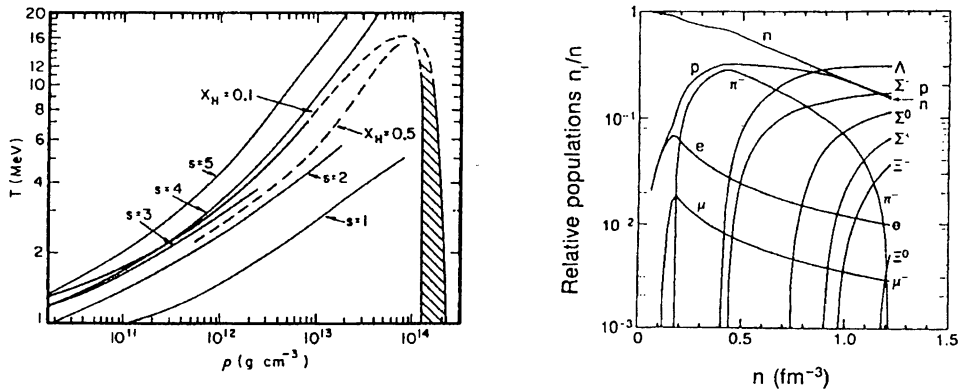 20
16
12
10
8
6
4
2
1
T (MeV)
X_H=0.1
X_H=0.5
s=5
s=4
s=3
s=2
s=1
10^11
10^12
10^13
10^14
ρ (g cm^-3)
1
10^-1
10^-2
10^-3
Relative populations n_i/n
n
p
π^-
e
μ
Λ
Σ^-
p
n
Σ^0
Σ^+
Ξ^-
π^-
e
Ξ^0
μ^-
0
0.5
1.0
1.5
n (fm^-3)